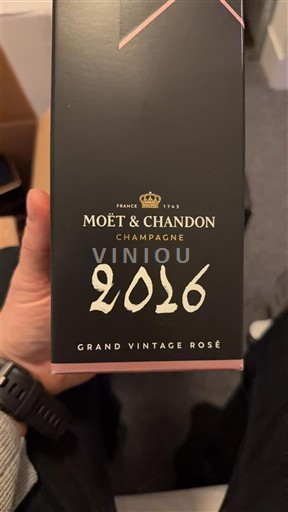 FRANCE 1743
MOËT & CHANDON
CHAMPAGNE
VINIOU
2016
GRAND VINTAGE ROSÉ